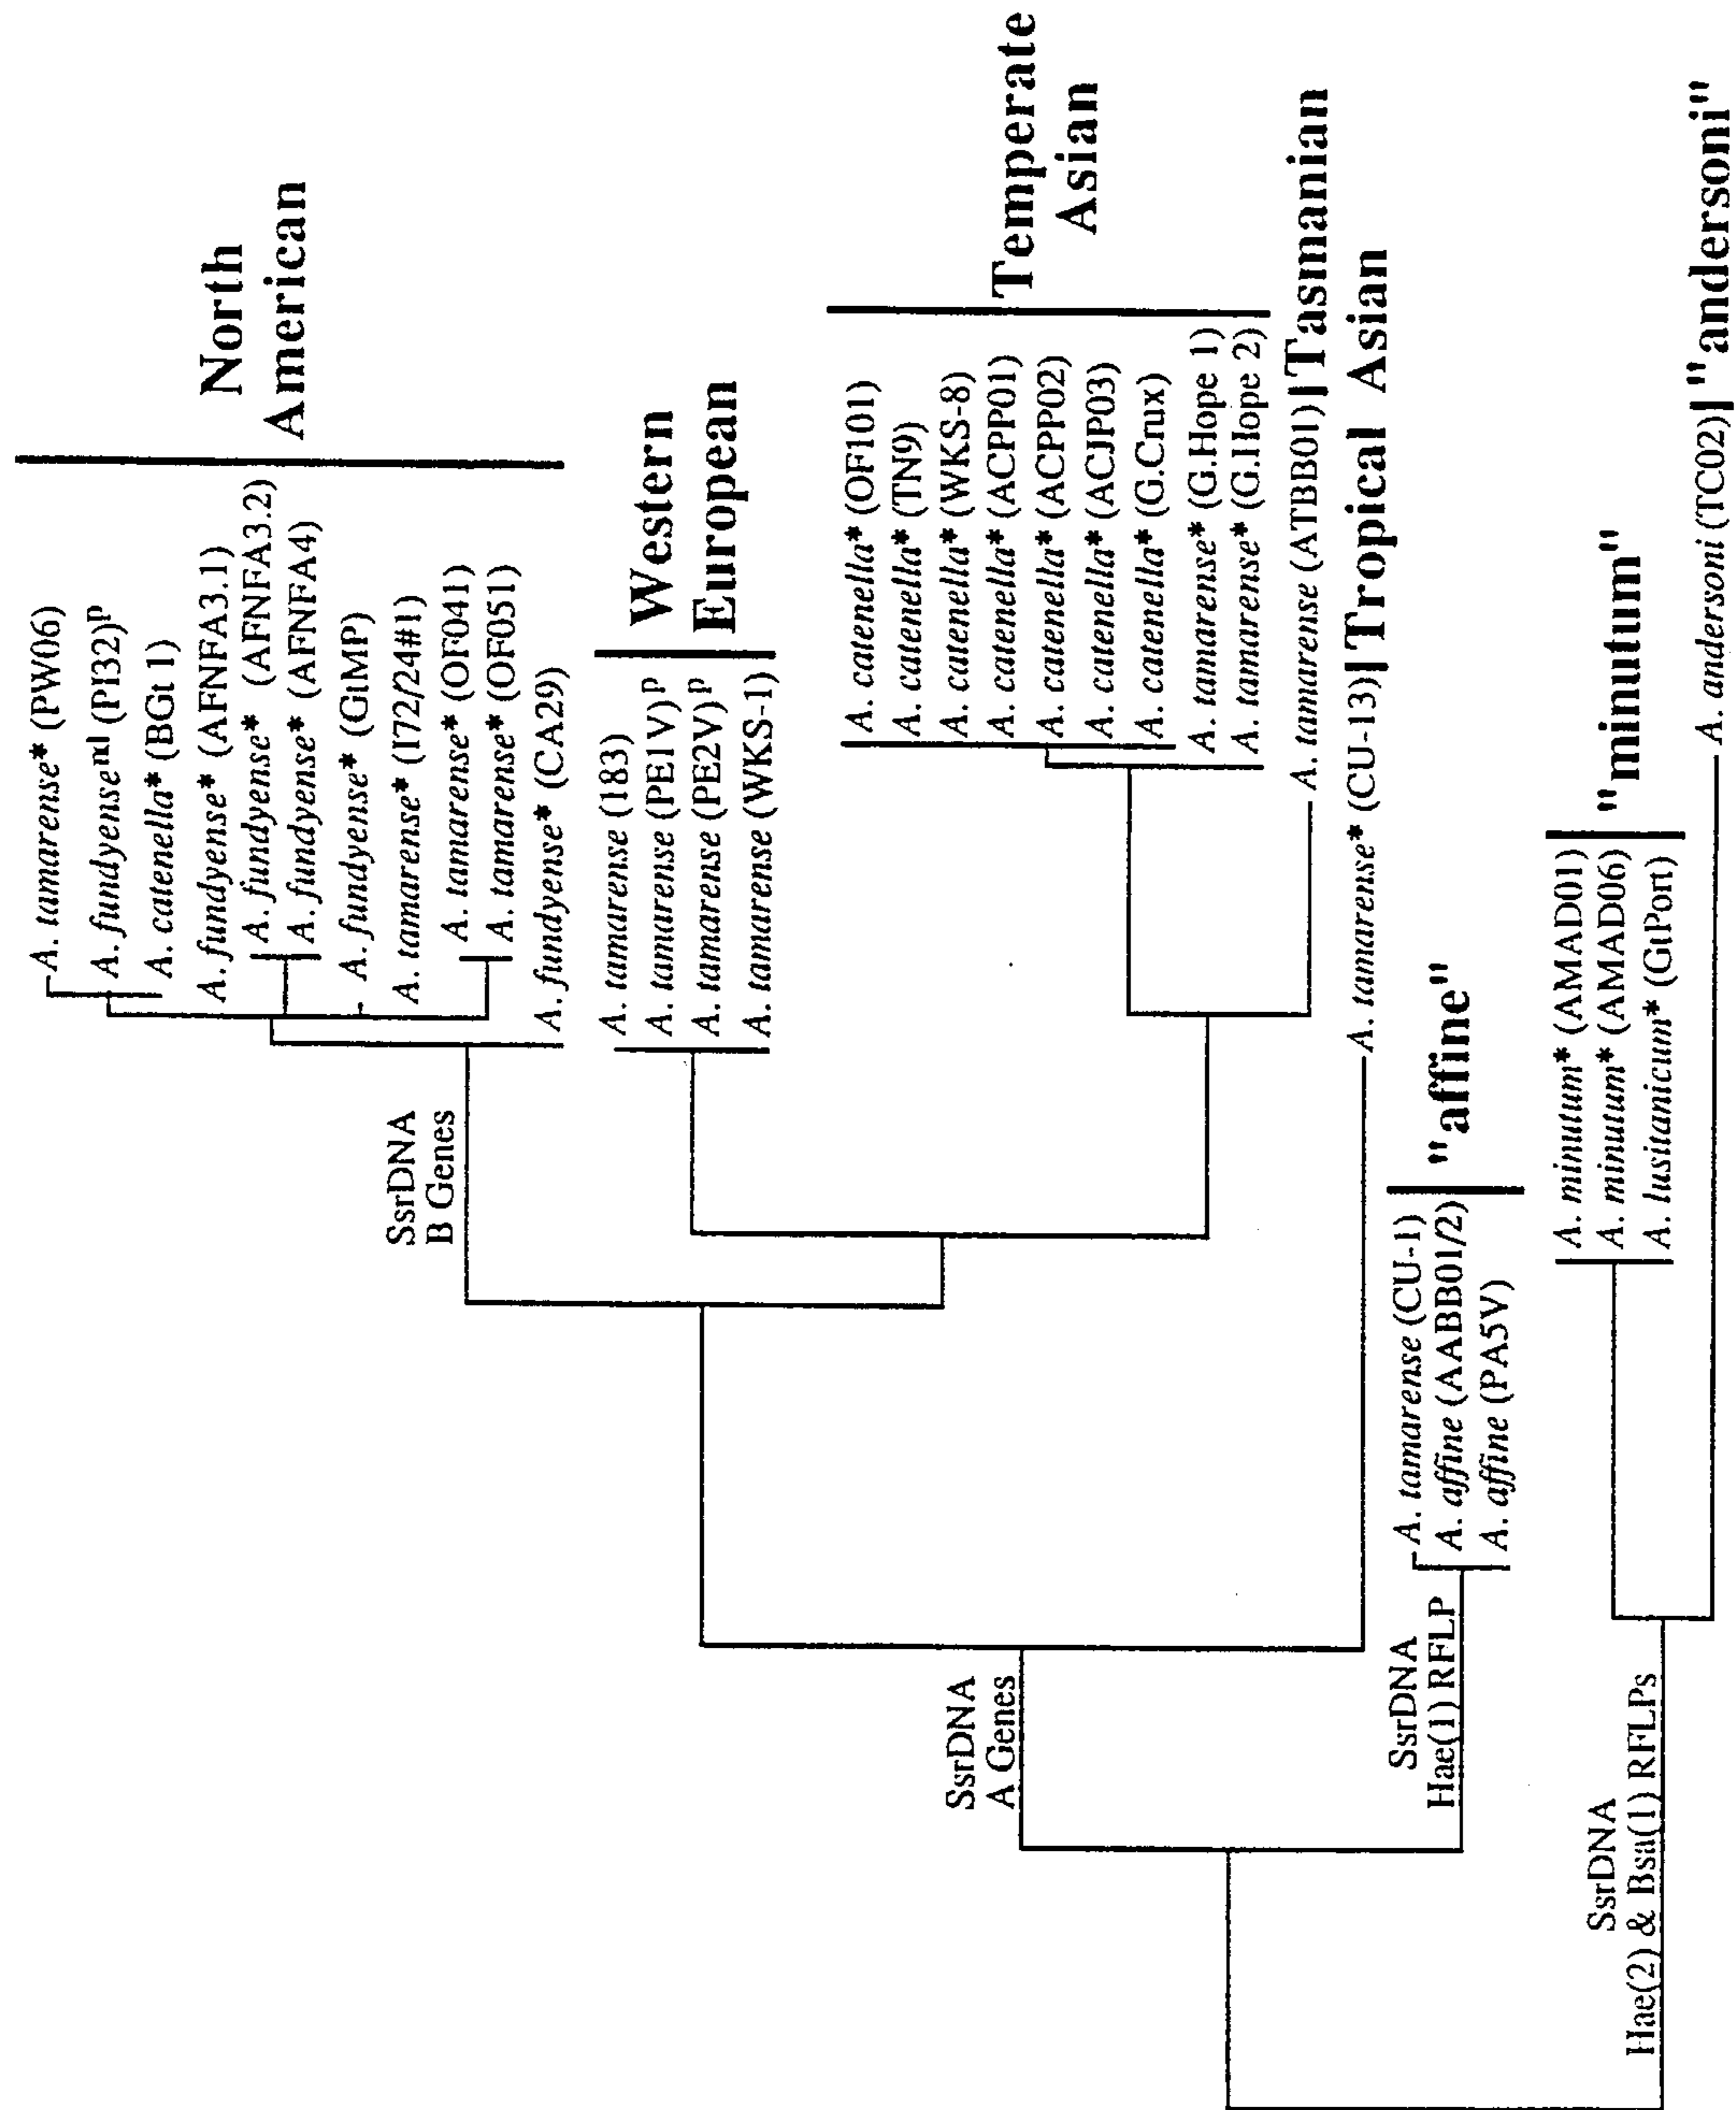 A. tamarense* (PW06)
A. fundyense^nd (PI32)^p
A. catenella* (BGt 1)
A. fundyense* (AFNFA3.1)
A. fundyense* (AFNFA3.2)
A. fundyense* (AFNFA4)
A. fundyense* (GtMP)
A. tamarense* (I72/24#1)
A. tamarense* (OF041)
A. tamarense* (OF051)
A. fundyense* (CA29)
North
American
SsrDNA
B Genes
A. tamarense (183)
A. tamarense (PE1V)^p
A. tamarense (PE2V)^p
A. tamarense (WKS-1)
Western
European
A. catenella* (OF101)
A. catenella* (TN9)
A. catenella* (WKS-8)
A. catenella* (ACPP01)
A. catenella* (ACPP02)
A. catenella* (ACJP03)
A. catenella* (G.Crux)
A. tamarense* (G.Hope 1)
A. tamarense* (G.Hope 2)
Temperate
Asian
A. tamarense (ATBB01) Tasmanian
A. tamarense* (CU-13) Tropical Asian
SsrDNA
A Genes
SsrDNA
Hae(1) RFLP
A. tamarense (CU-1)
A. affine (AABB01/2)
A. affine (PA5V)
"affine"
A. minutum* (AMAD01)
A. minutum* (AMAD06)
A. lusitanicum* (GtPort)
"minutum"
SsrDNA
Hae(2) & Bsa(1) RFLPs
A. andersoni (TC02) "andersoni"